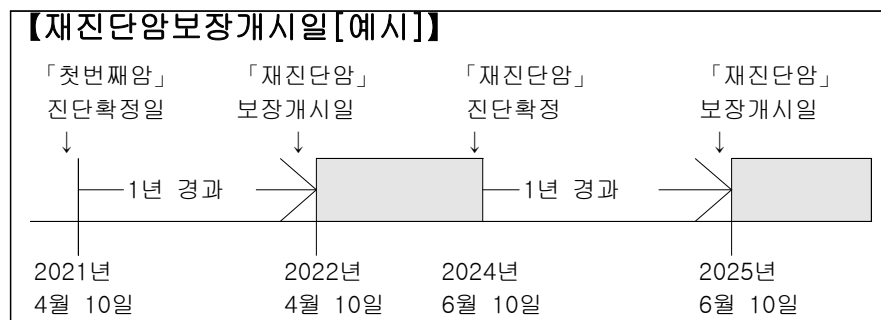 【재진단암보장개시일[예시]】
「첫번째암」 「재진단암」 「재진단암」 「재진단암」
진단확정일 보장개시일 진단확정 보장개시일
↓ ↓ ↓ ↓
1년 경과 1년 경과
2021년 2022년 2024년 2025년
4월 10일 4월 10일 6월 10일 6월 10일